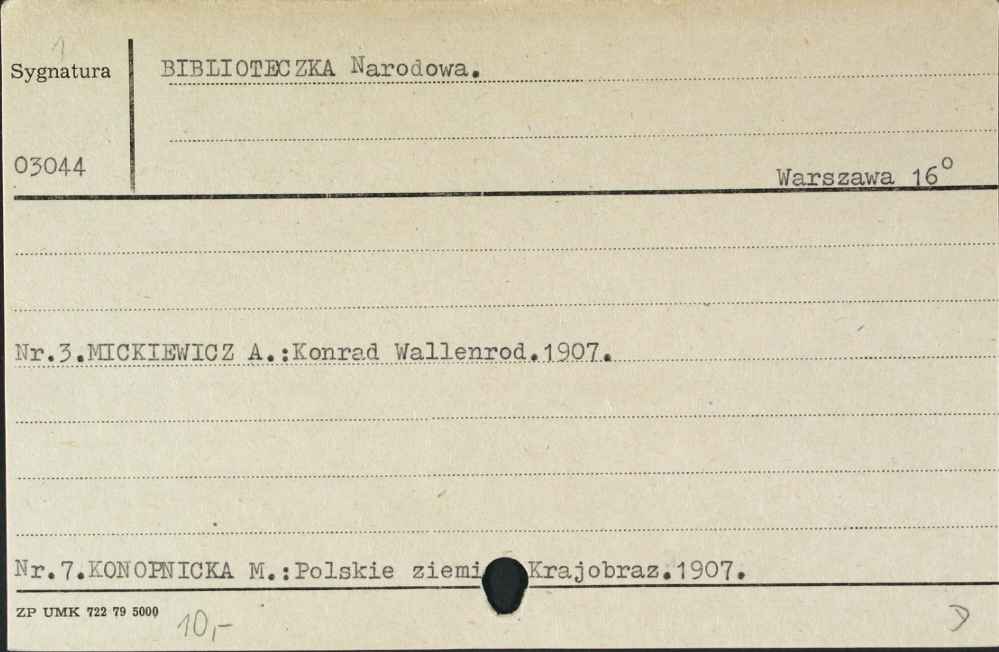 1
Sygnatura
BIBLIOTECZKA Narodowa.
03044
Warszawa 16°
Nr.3.MICKIEWICZ A.:Konrad Wallenrod.1907.
Nr.7.KONOPNICKA M.:Polskie ziemi Krajobraz.1907.
ZP UMK 722 79 5000
10,-